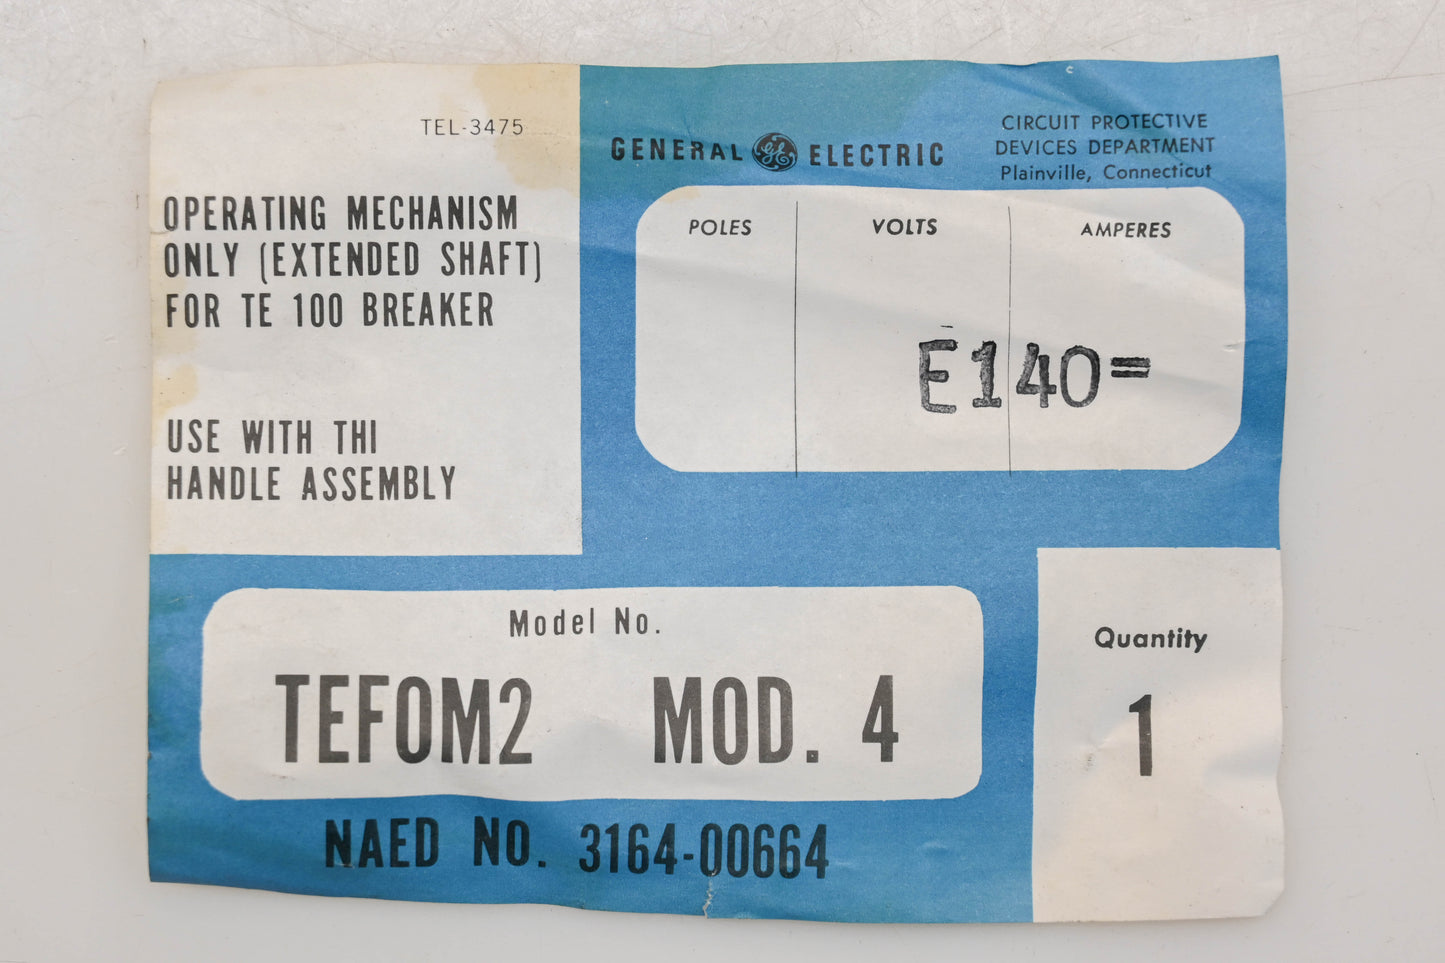 TEL-3475
OPERATING MECHANISM
ONLY (EXTENDED SHAFT)
FOR TE 100 BREAKER
USE WITH THI
HANDLE ASSEMBLY
GENERAL GE ELECTRIC
CIRCUIT PROTECTIVE
DEVICES DEPARTMENT
Plainville, Connecticut
POLES VOLTS AMPERES
E140=
Model No.
TEFOM2 MOD. 4
NAED NO. 3164-00664
Quantity
1